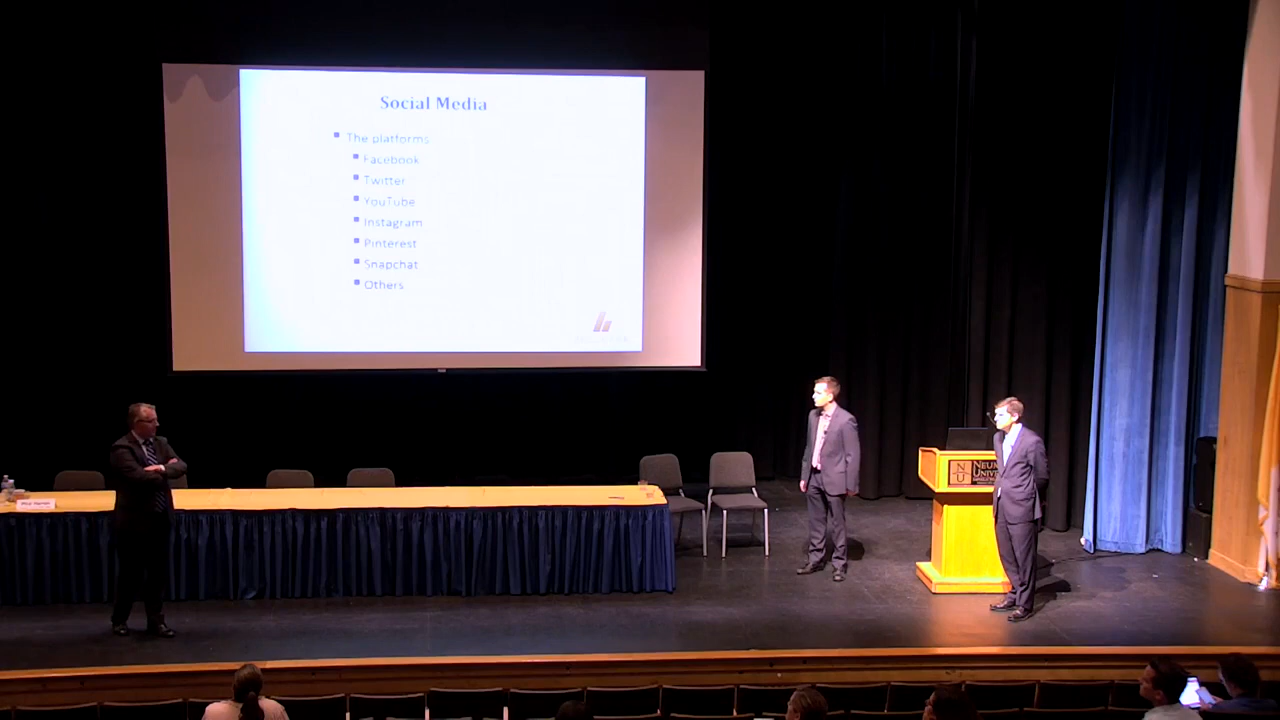 Social Media
The platforms
Facebook
Twitter
YouTube
Instagram
Pinterest
Snapchat
Others
N
U